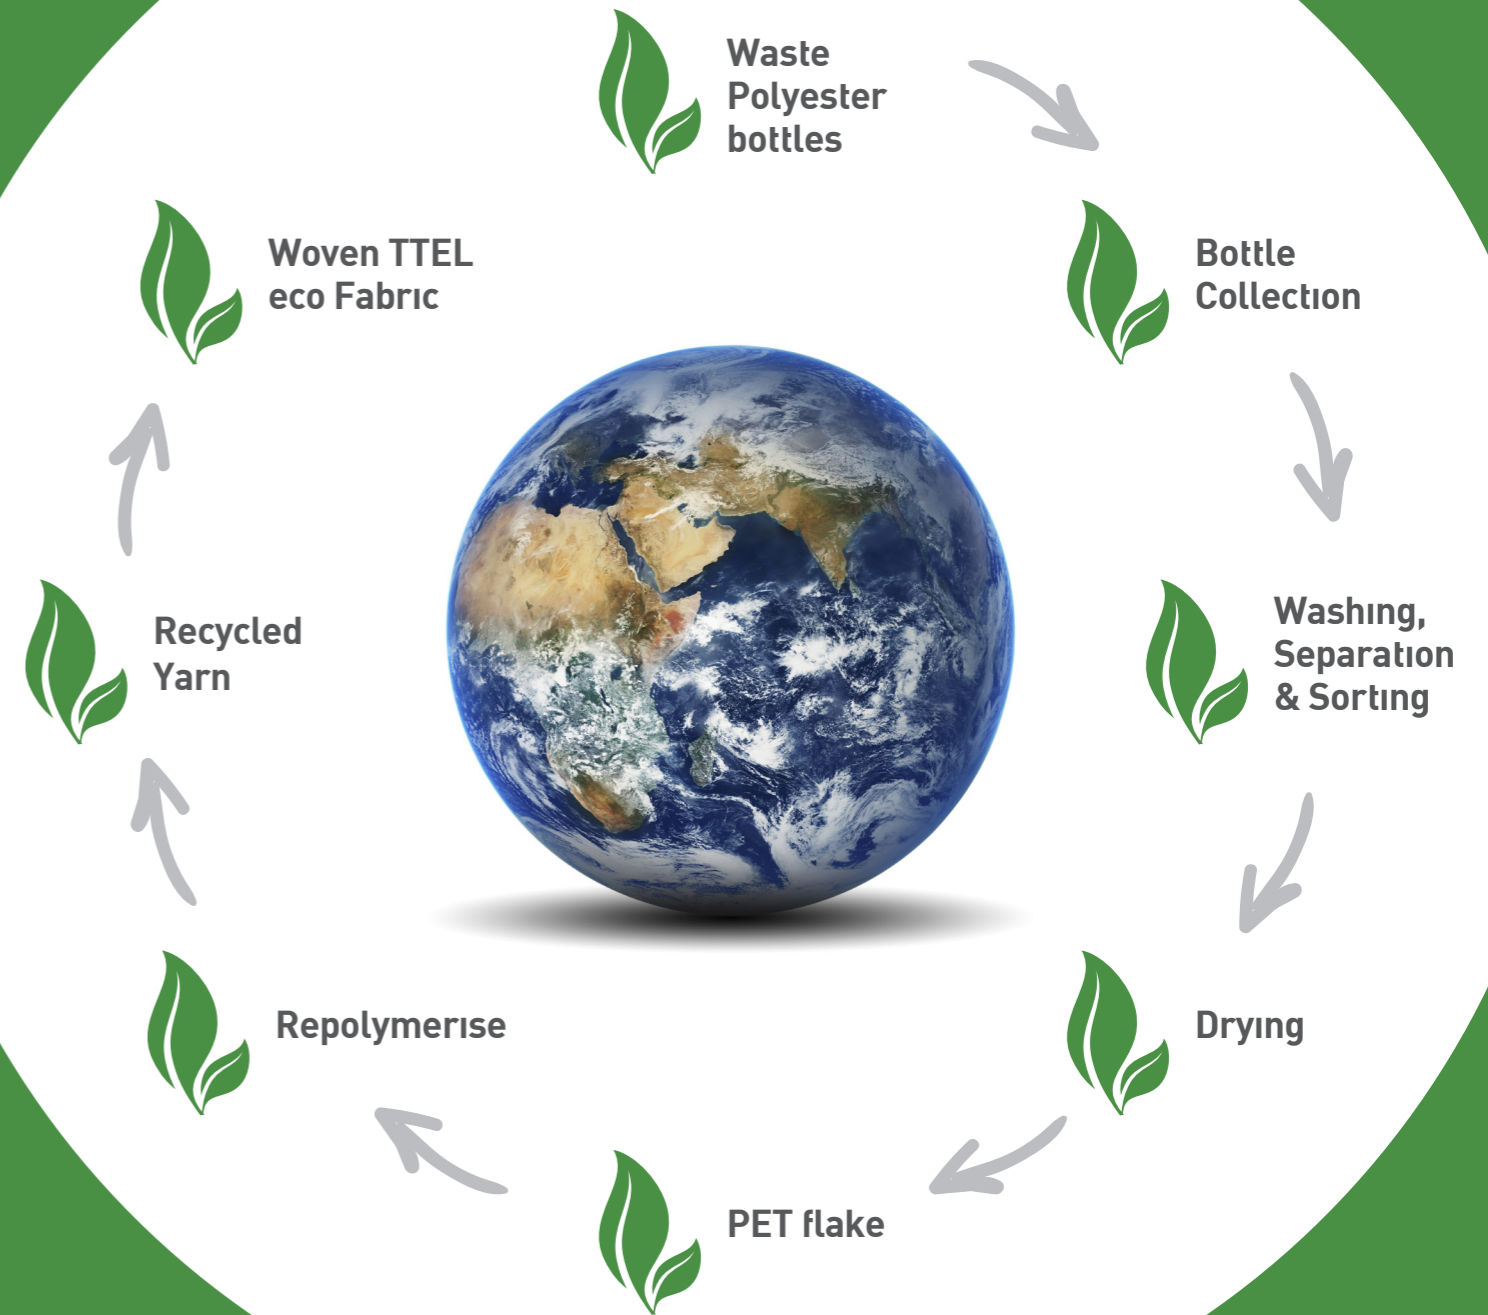 Waste
Polyester
bottles
Bottle
Collection
Washing,
Separation
& Sorting
Drying
PET flake
Repolymerise
Recycled
Yarn
Woven TTEL
eco Fabric